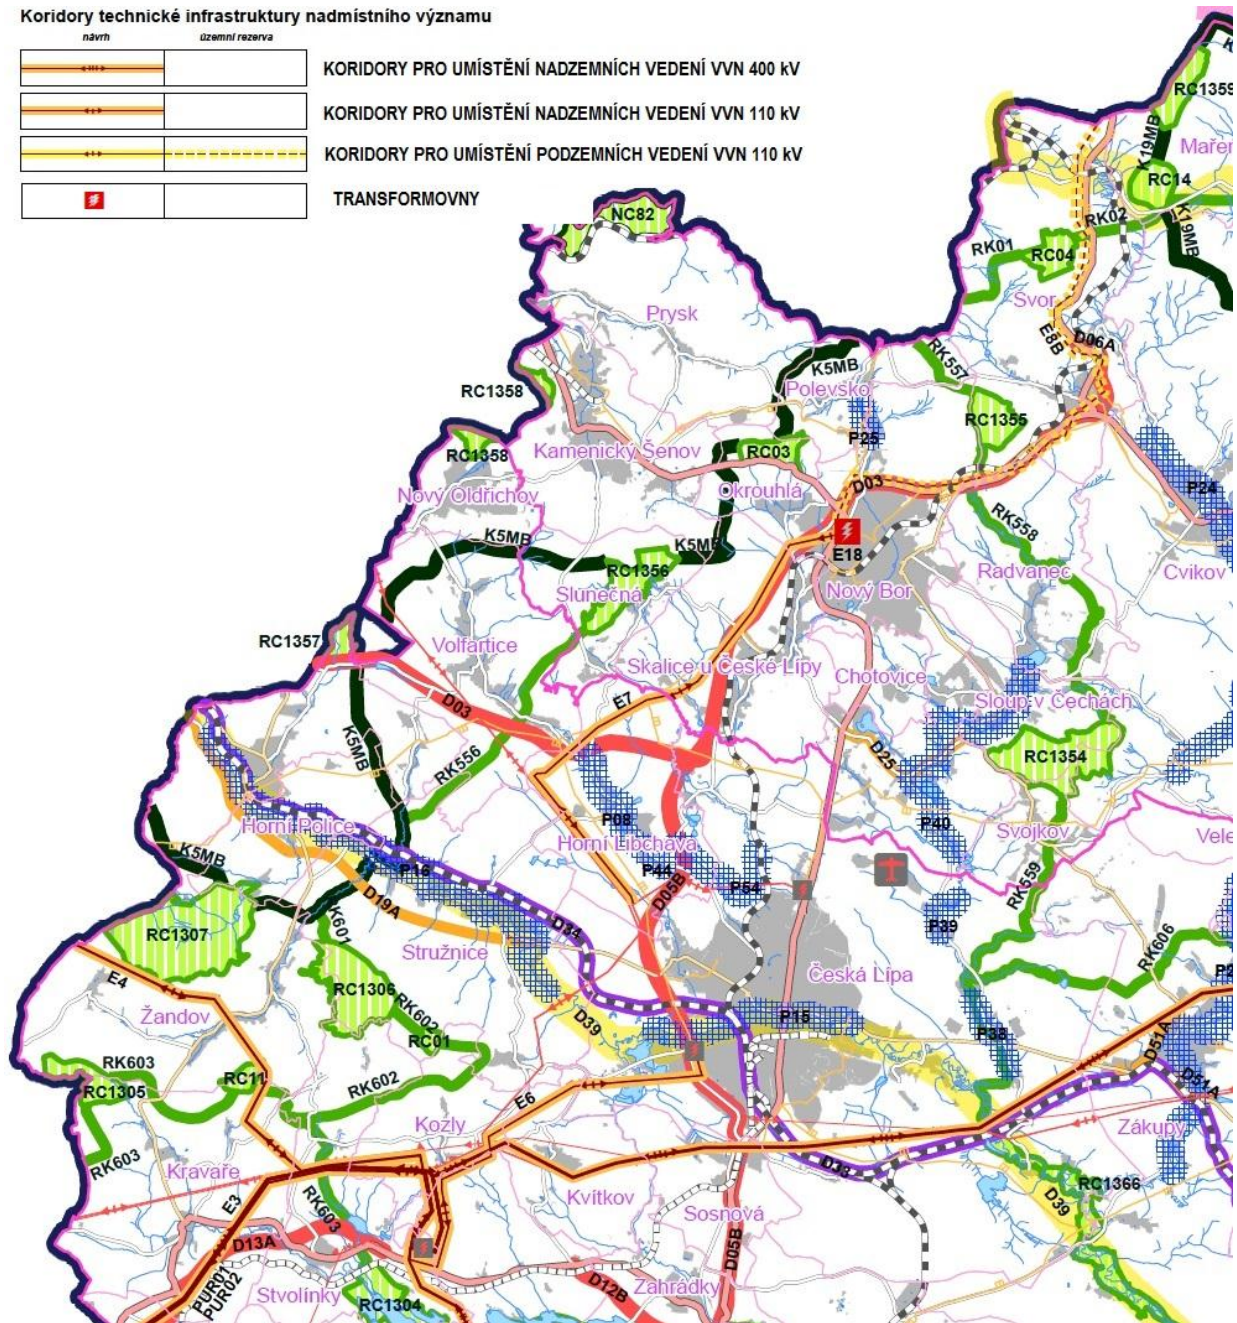 Koridory technické infrastruktury nadmístního významu
návrh
územní rezerva
KORIDORY PRO UMÍSTĚNÍ NADZEMNÍCH VEDENÍ VVN 400 kV
KORIDORY PRO UMÍSTĚNÍ NADZEMNÍCH VEDENÍ VVN 110 kV
KORIDORY PRO UMÍSTĚNÍ PODZEMNÍCH VEDENÍ VVN 110 kV
TRANSFORMOVNY
RC1359
K19MB
Mařen
RC14
NC82
RK02
K19MB
RK01
RC04
Svor
Prysk
E8B
D06A
RK557
K5MB
Polevsko
RC1358
RC1355
P25
Kamenický Šenov
RC03
RC1358
Okrouhlá
D03
P24
Nový Oldřichov
RK558
K5MB
K5MB
E18
RC1356
Radvanec
Cvikov
Slunečná
Nový Bor
RC1357
Volfartice
Skalice u České Lípy
Chotovice
E7
Sloup v Čechách
D03
K5MB
D25
RC1354
RK556
P08
P40
Horní Police
Svojkov
Horní Libchava
Vele
K5MB
P16
P44
RK559
P54
D05B
D19A
K601
P39
RC1307
D34
RK606
Stružnice
Česká Lípa
E4
RC1306
Žandov
RK602
P15
D39
P38
RC01
D51A
RK603
RC11
RK602
D51A
RC1305
E6
Kozly
Zákupy
RK603
Kravaře
D33
Kvítkov
RC1366
E3
RK603
Sosnová
D39
D13A
D05B
PUR01
PUR02
D12B
Zahrádky
Stvolínky
RC1304